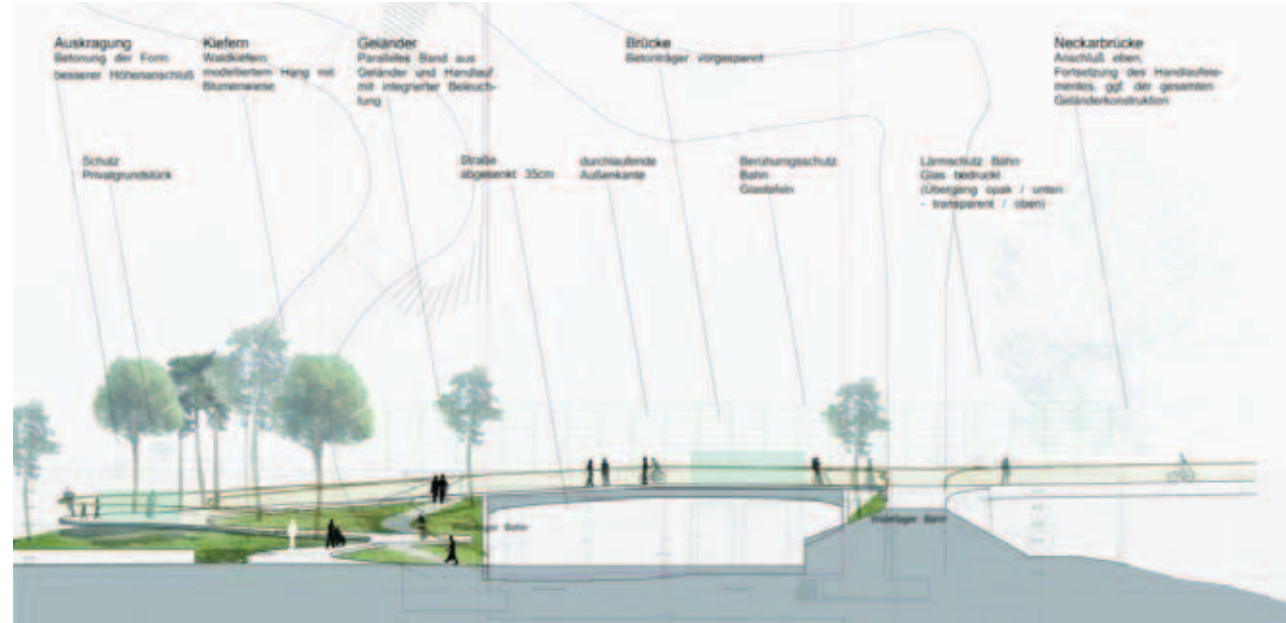 Auskragung
Betonung der Form
besserer Höhenanschluß
Kiefern
Waldkiefern
modelliertem Hang mit
Blumenwiese
Geländer
Paralleles Band aus
Geländer und Handlauf
mit integrierter Beleuch-
tung
Brücke
Betonträger vorgespannt
Neckarbrücke
Anschluß eben,
Fortsetzung des Handlaufele-
mentes, ggf. der gesamten
Geländerkonstruktion
Schutz
Privatgrundstück
Straße
abgesenkt 35cm
durchlaufende
Außenkante
Berührungsschutz
Bahn
Glastafeln
Lärmschutz Bahn
Glas bedruckt
(Übergang opak / unten
- transparent / oben)
Widerlager Bahn
Widerlager Bahn